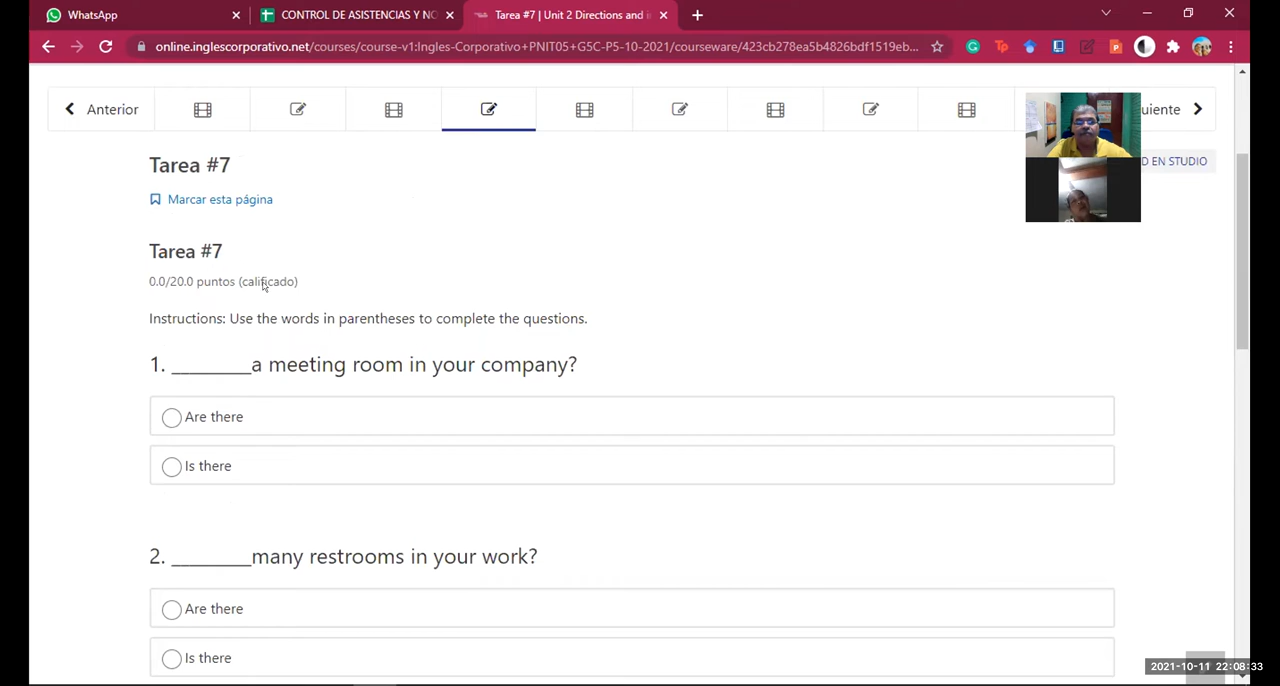 WhatsApp
CONTROL DE ASISTENCIAS Y NO
Tarea #7 | Unit 2 Directions and i
online.inglescorporativo.net/courses/course-v1:Ingles-Corporativo+PNIT05+G5C-P5-10-2021/courseware/423cb278ea5b4826bdf1519eb...
Anterior
uiente
D EN STUDIO
Tarea #7
Marcar esta página
Tarea #7
0.0/20.0 puntos (calificado)
Instructions: Use the words in parentheses to complete the questions.
1. ________a meeting room in your company?
Are there
Is there
2. ________many restrooms in your work?
Are there
Is there
2021-10-11 22:08:33